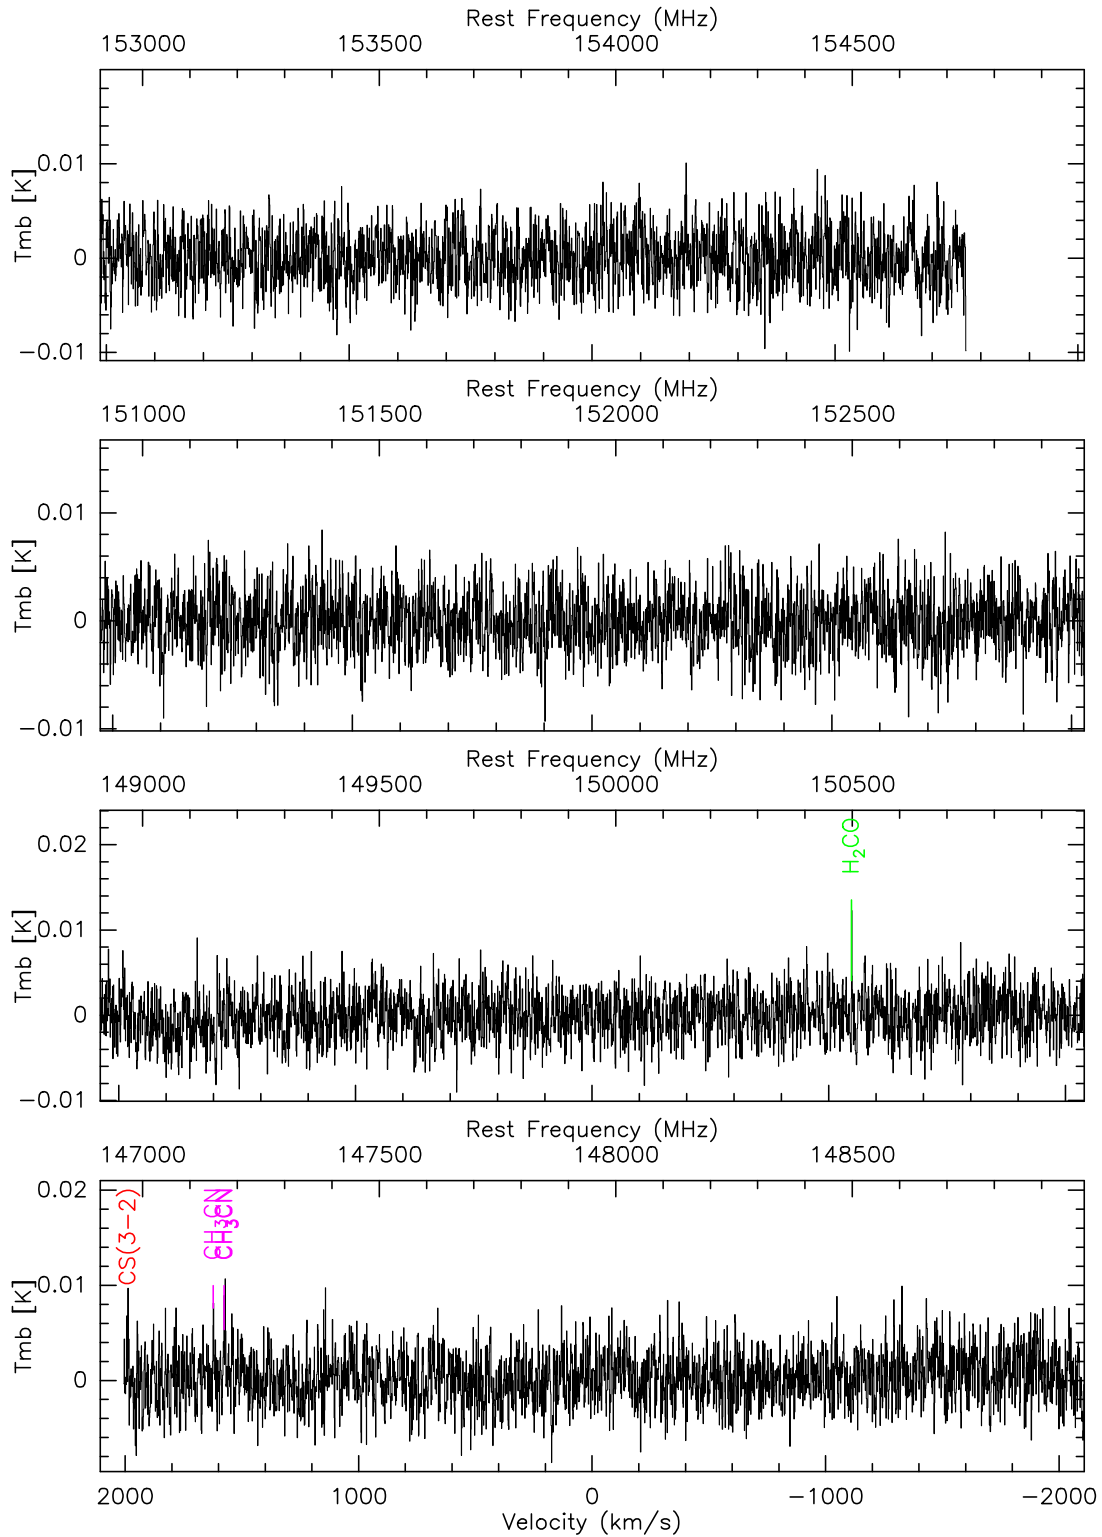 Rest Frequency (MHz)
153000 153500 154000 154500
Tmb [K]
0.01
0
−0.01
Rest Frequency (MHz)
151000 151500 152000 152500
Tmb [K]
0.01
0
−0.01
Rest Frequency (MHz)
149000 149500 150000 150500
Tmb [K]
0.02
0.01
0
−0.01
H₂CO
Rest Frequency (MHz)
147000 147500 148000 148500
Tmb [K]
0.02
0.01
0
CS(3−2)
CH₃CN
CH₃CN
2000 1000 0 −1000 −2000
Velocity (km/s)